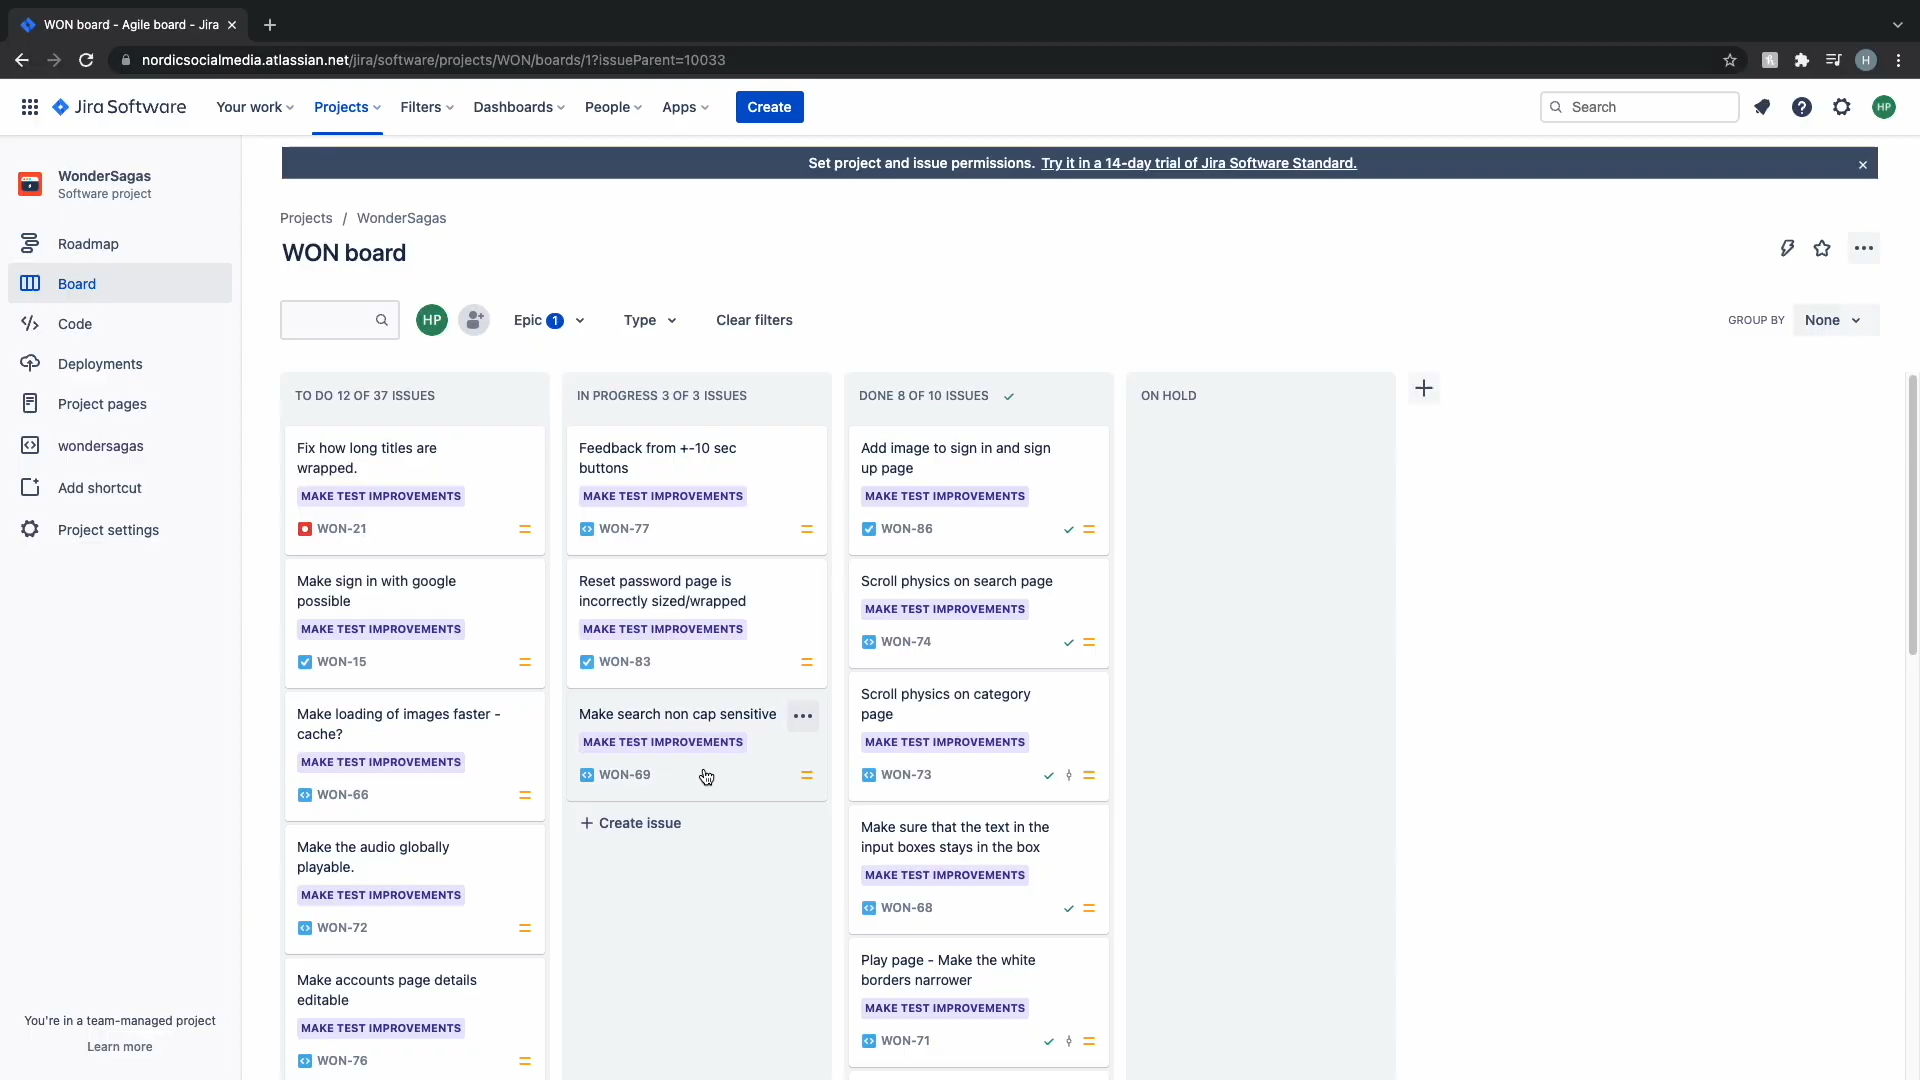 WON board - Agile board - Jira
nordicsocialmedia.atlassian.net/jira/software/projects/WON/boards/1?issueParent=10033
H
Jira Software
Your work
Projects
Filters
Dashboards
People
Apps
Create
Search
HP
WonderSagas
Software project
Roadmap
Board
Code
Deployments
Project pages
wondersagas
Add shortcut
Project settings
You're in a team-managed project
Learn more
Set project and issue permissions. Try it in a 14-day trial of Jira Software Standard.
Projects / WonderSagas
WON board
HP
Epic 1
Type
Clear filters
GROUP BY
None
TO DO 12 OF 37 ISSUES
Fix how long titles are
wrapped.
MAKE TEST IMPROVEMENTS
WON-21
Make sign in with google
possible
MAKE TEST IMPROVEMENTS
WON-15
Make loading of images faster -
cache?
MAKE TEST IMPROVEMENTS
WON-66
Make the audio globally
playable.
MAKE TEST IMPROVEMENTS
WON-72
Make accounts page details
editable
MAKE TEST IMPROVEMENTS
WON-76
IN PROGRESS 3 OF 3 ISSUES
Feedback from +-10 sec
buttons
MAKE TEST IMPROVEMENTS
WON-77
Reset password page is
incorrectly sized/wrapped
MAKE TEST IMPROVEMENTS
WON-83
Make search non cap sensitive
MAKE TEST IMPROVEMENTS
WON-69
+ Create issue
DONE 8 OF 10 ISSUES
Add image to sign in and sign
up page
MAKE TEST IMPROVEMENTS
WON-86
Scroll physics on search page
MAKE TEST IMPROVEMENTS
WON-74
Scroll physics on category
page
MAKE TEST IMPROVEMENTS
WON-73
Make sure that the text in the
input boxes stays in the box
MAKE TEST IMPROVEMENTS
WON-68
Play page - Make the white
borders narrower
MAKE TEST IMPROVEMENTS
WON-71
ON HOLD